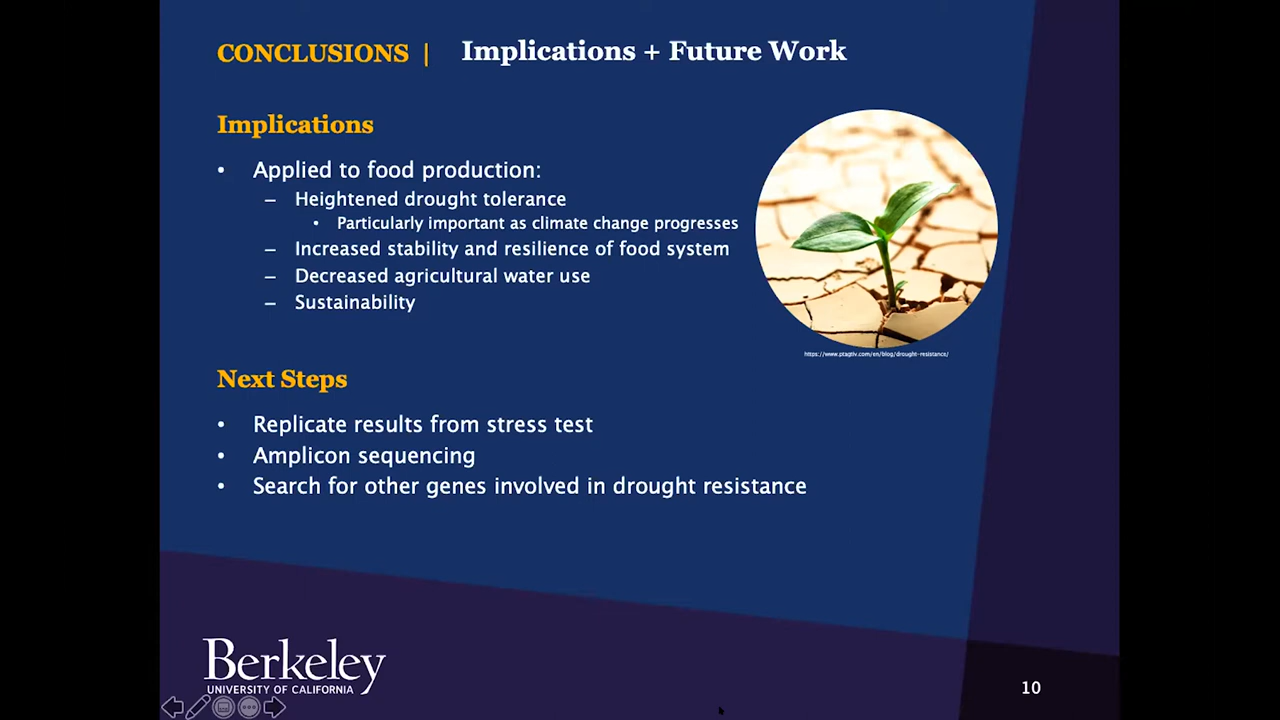 CONCLUSIONS | Implications + Future Work
Implications
• Applied to food production:
– Heightened drought tolerance
• Particularly important as climate change progresses
– Increased stability and resilience of food system
– Decreased agricultural water use
– Sustainability
https://www.ptagtiv.com/en/blog/drought-resistance/
Next Steps
• Replicate results from stress test
• Amplicon sequencing
• Search for other genes involved in drought resistance
Berkeley
UNIVERSITY OF CALIFORNIA
10